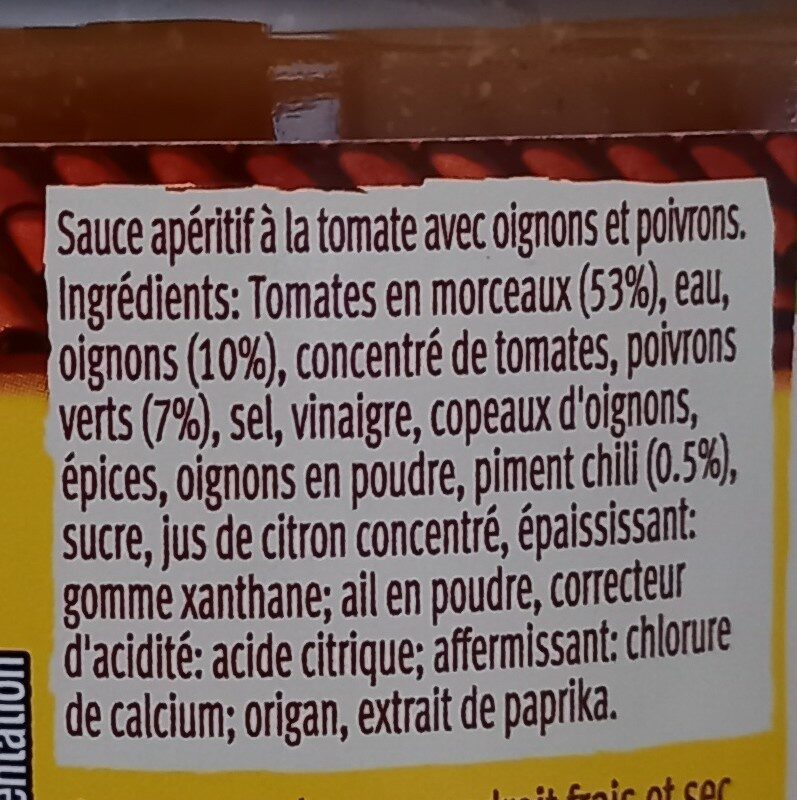 Sauce apéritif à la tomate avec oignons et poivrons.
Ingrédients: Tomates en morceaux (53%), eau,
oignons (10%), concentré de tomates, poivrons
verts (7%), sel, vinaigre, copeaux d'oignons,
épices, oignons en poudre, piment chili (0.5%),
sucre, jus de citron concentré, épaississant:
gomme xanthane; ail en poudre, correcteur
d'acidité: acide citrique; affermissant: chlorure
de calcium; origan, extrait de paprika.
frais et sec